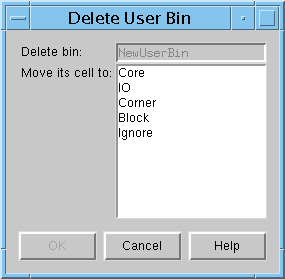 Delete User Bin
Delete bin: NewUserBin
Move its cell to: Core
IO
Corner
Block
Ignore
OK Cancel Help